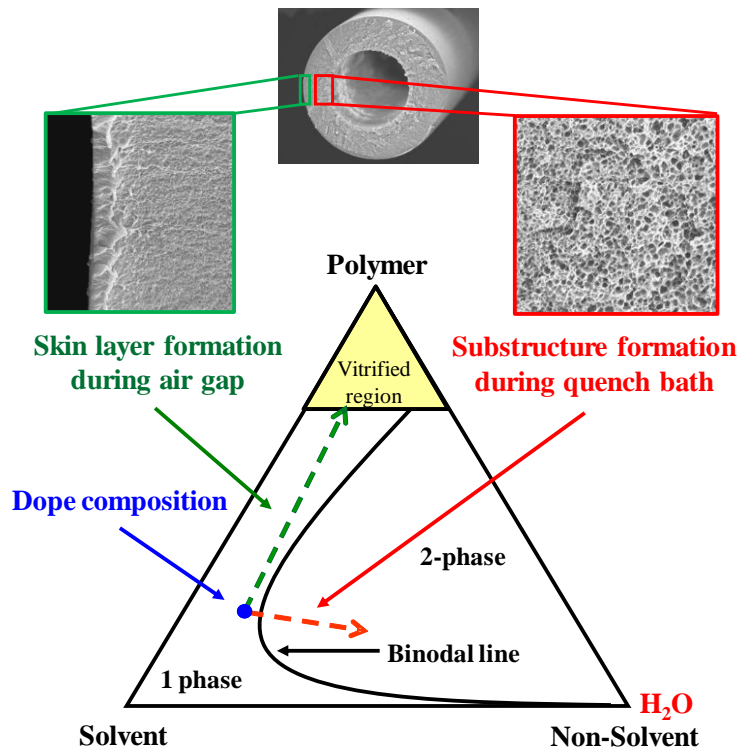 Polymer
Skin layer formation
during air gap
Substructure formation
during quench bath
Vitrified
region
Dope composition
2-phase
Binodal line
1 phase
H₂O
Solvent
Non-Solvent